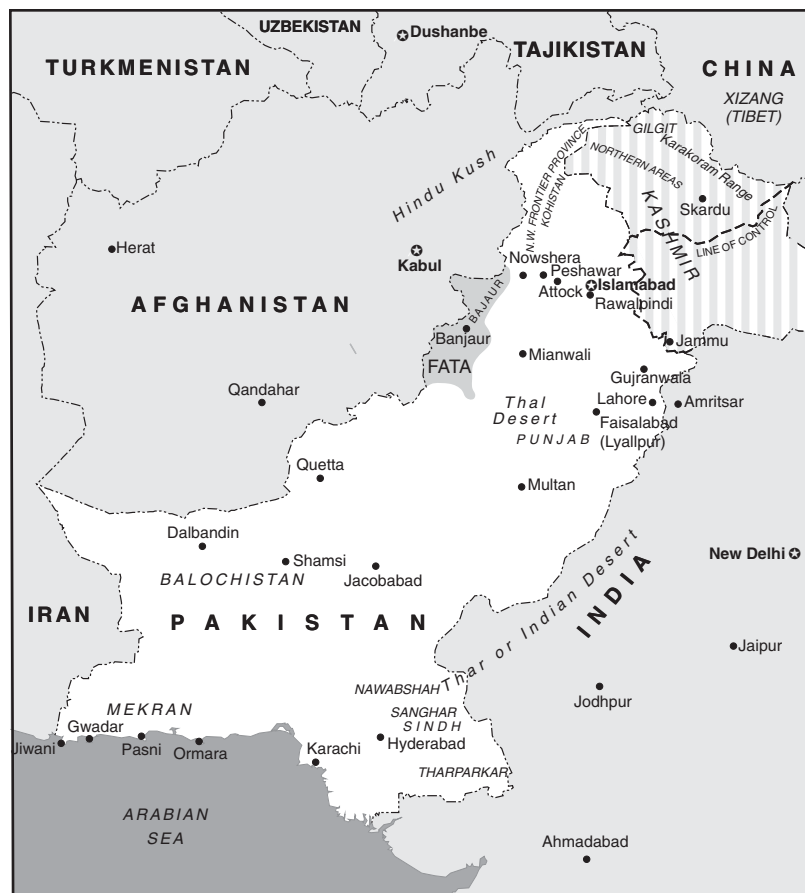 UZBEKISTAN
Dushanbe
TAJIKISTAN
TURKMENISTAN
CHINA
XIZANG
(TIBET)
Hindu Kush
N.W. FRONTIER PROVINCE
KOHISTAN
GILGIT
Karakoram Range
NORTHERN AREAS
Skardu
KASHMIR
LINE OF CONTROL
Herat
Kabul
Nowshera
Peshawar
Islamabad
Attock
Rawalpindi
AFGHANISTAN
BAJAUR
Banjaur
FATA
Mianwali
Jammu
Gujranwala
Qandahar
Thal
Desert
Lahore
Amritsar
Faisalabad
(Lyallpur)
PUNJAB
Quetta
Multan
Dalbandin
Shamsi
Jacobabad
BALOCHISTAN
New Delhi
IRAN
PAKISTAN
Thar or Indian Desert
INDIA
Jaipur
NAWABSHAH
Jodhpur
MEKRAN
SANGHAR
SINDH
Gwadar
Jiwani
Pasni
Ormara
Karachi
Hyderabad
THARPARKAR
ARABIAN
SEA
Ahmadabad